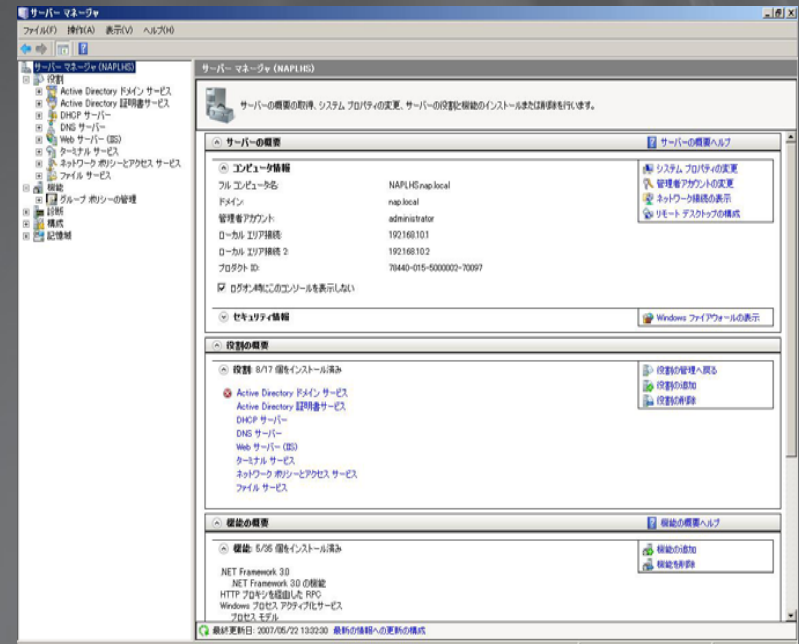 サーバー マネージャ
ファイル(F) 操作(A) 表示(V) ヘルプ(H)
サーバー マネージャ (NAPLHS)
役割
Active Directory ドメイン サービス
Active Directory 証明書サービス
DHCP サーバー
DNS サーバー
Web サーバー (IIS)
ターミナル サービス
ネットワーク ポリシーとアクセス サービス
ファイル サービス
機能
グループ ポリシーの管理
診断
構成
記憶域
サーバー マネージャ (NAPLHS)
サーバーの概要の取得、システム プロパティの変更、サーバーの役割と機能のインストールまたは削除を行います。
サーバーの概要
サーバーの概要ヘルプ
コンピュータ情報
フル コンピュータ名: NAPLHS.nap.local
ドメイン: nap.local
管理者アカウント: administrator
ローカル エリア接続: 192.168.10.1
ローカル エリア接続 2: 192.168.10.2
プロダクト ID: 78440-015-5000002-70097
ログオン時にこのコンソールを表示しない
システム プロパティの変更
管理者アカウントの変更
ネットワーク接続の表示
リモート デスクトップの構成
セキュリティ情報
Windows ファイアウォールの表示
役割の概要
役割: 8/17 個をインストール済み
Active Directory ドメイン サービス
Active Directory 証明書サービス
DHCP サーバー
DNS サーバー
Web サーバー (IIS)
ターミナル サービス
ネットワーク ポリシーとアクセス サービス
ファイル サービス
役割の管理へ戻る
役割の追加
役割の削除
機能の概要
機能の概要ヘルプ
機能: 5/35 個をインストール済み
.NET Framework 3.0
.NET Framework 3.0 の機能
HTTP プロキシを経由した RPC
Windows プロセス アクティブ化サービス
プロセス モデル
機能の追加
機能を削除
最終更新日: 2007/05/22 13:32:30 最新の情報への更新の構成